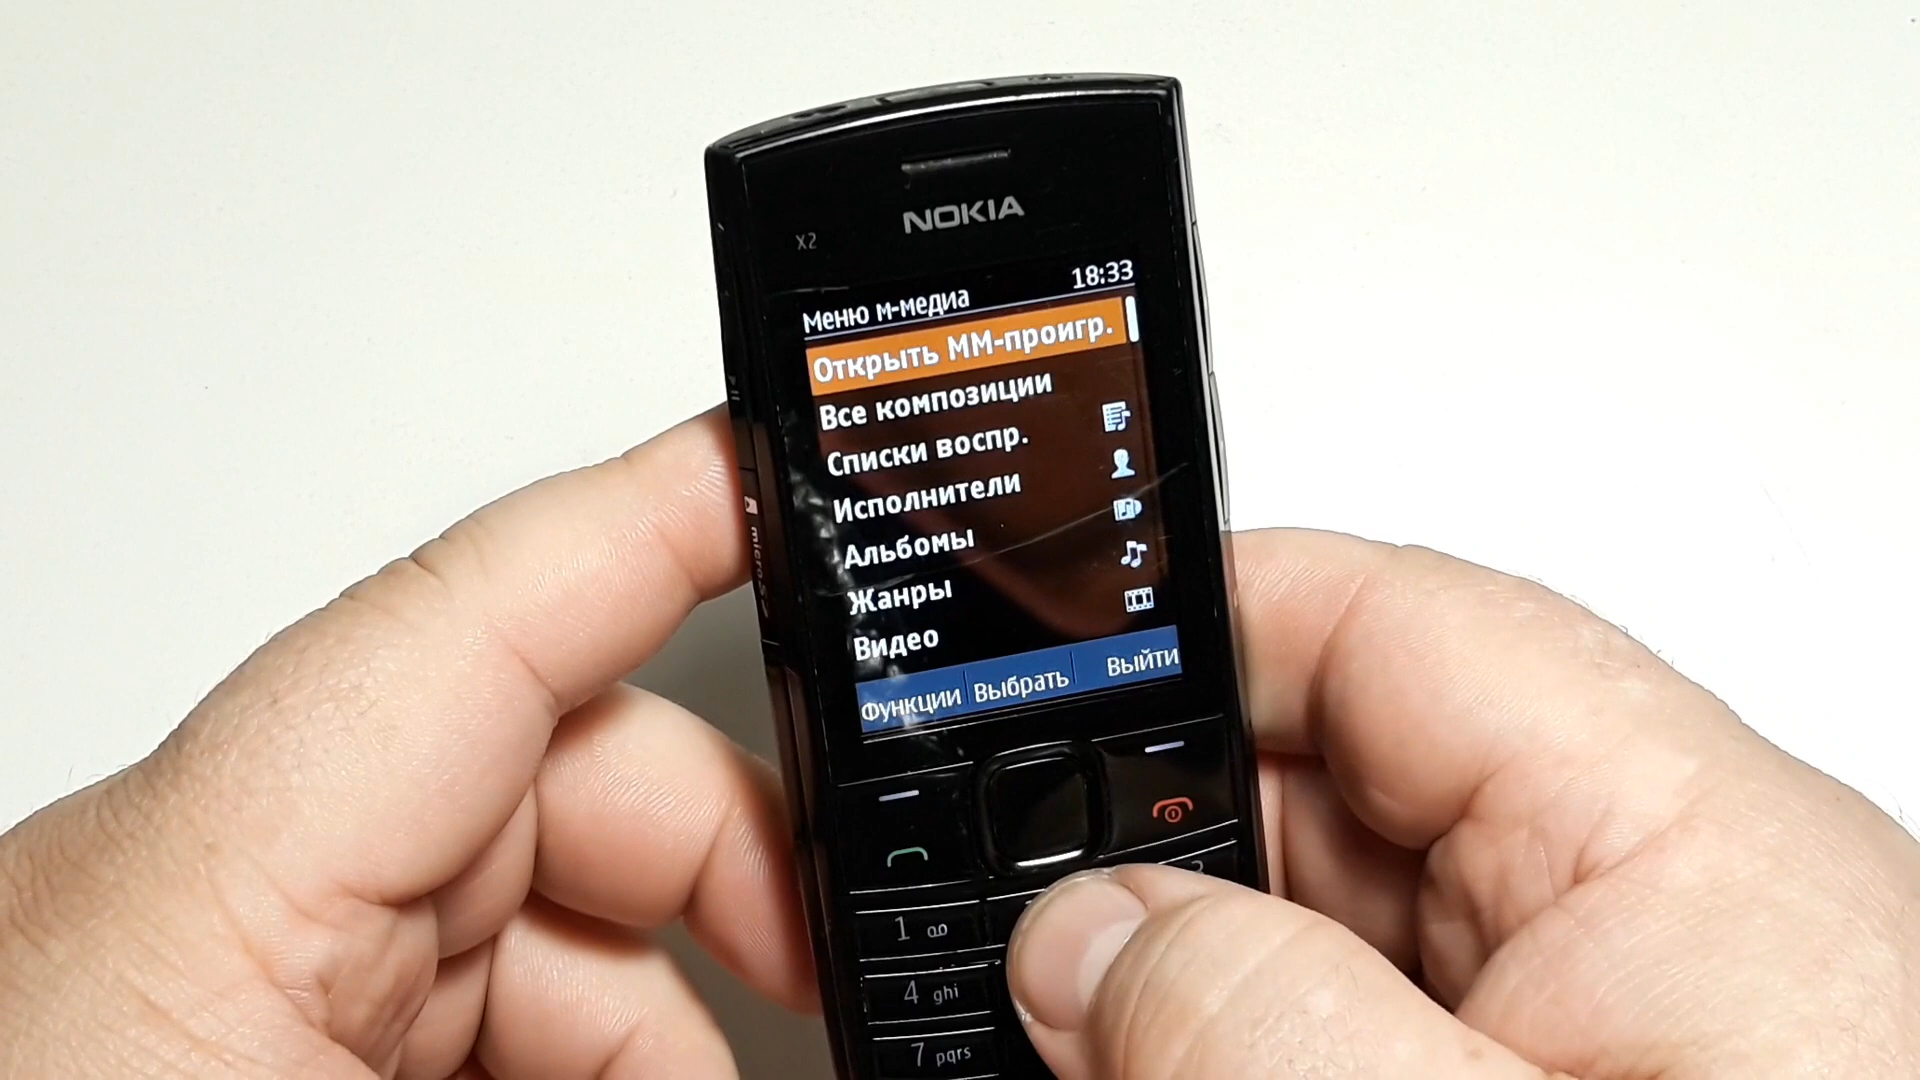 NOKIA
X2
18:33
Меню м-медиа
Открыть ММ-проигр.
Все композиции
Списки воспр.
Исполнители
Альбомы
Жанры
Видео
Функции Выбрать Выйти
microSD
1
4 ghi
7 pqrs